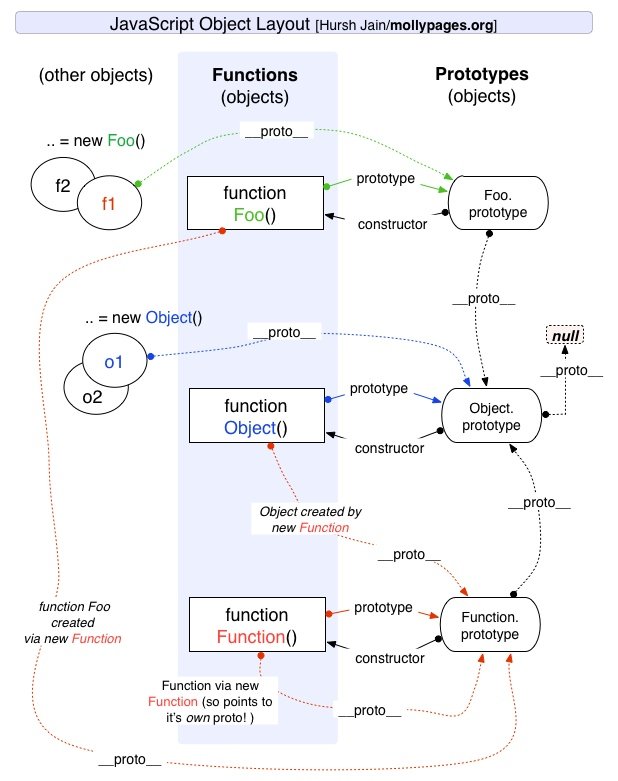 JavaScript Object Layout [Hursh Jain/mollypages.org]
(other objects)
Functions
(objects)
Prototypes
(objects)
.. = new Foo()
__proto__
f2
f1
function
Foo()
prototype
constructor
Foo.
prototype
__proto__
.. = new Object()
__proto__
null
__proto__
o1
o2
function
Object()
prototype
constructor
Object.
prototype
Object created by
new Function
__proto__
__proto__
function Foo
created
via new Function
function
Function()
prototype
constructor
Function.
prototype
Function via new
Function (so points to
it's own proto! )
__proto__
__proto__